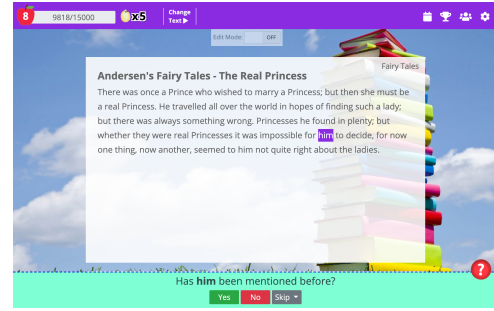 8
9818/15000
x5
Change
Text ▶
Edit Mode: OFF
Fairy Tales
Andersen's Fairy Tales - The Real Princess
There was once a Prince who wished to marry a Princess; but then she must be
a real Princess. He travelled all over the world in hopes of finding such a lady;
but there was always something wrong. Princesses he found in plenty; but
whether they were real Princesses it was impossible for him to decide, for now
one thing, now another, seemed to him not quite right about the ladies.
?
Has him been mentioned before?
Yes No Skip